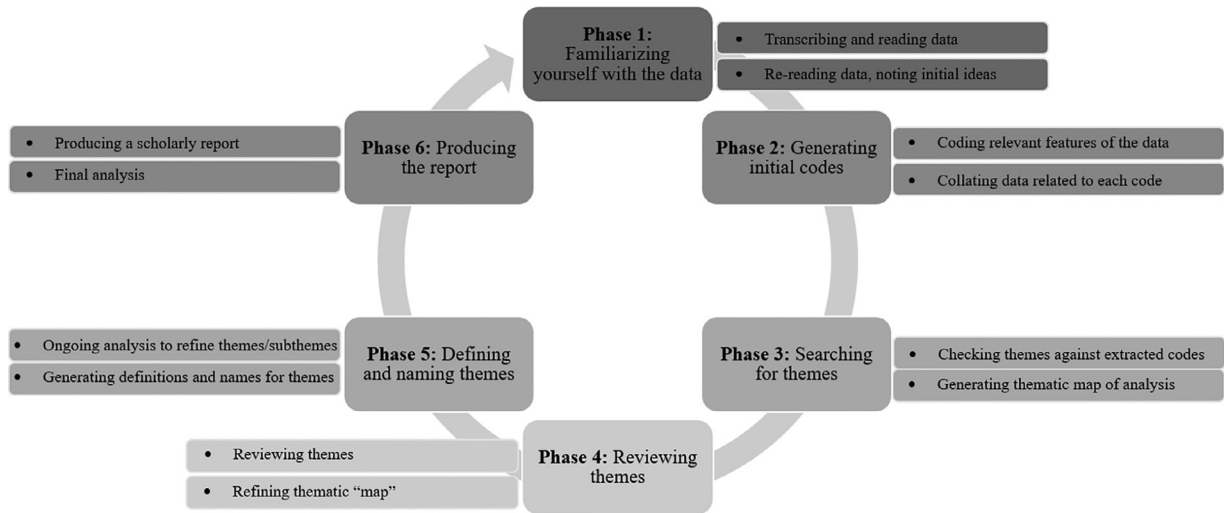 Phase 1:
Familiarizing
yourself with the data
• Transcribing and reading data
• Re-reading data, noting initial ideas
Phase 2: Generating
initial codes
• Coding relevant features of the data
• Collating data related to each code
Phase 3: Searching
for themes
• Checking themes against extracted codes
• Generating thematic map of analysis
Phase 4: Reviewing
themes
• Reviewing themes
• Refining thematic “map”
Phase 5: Defining
and naming themes
• Ongoing analysis to refine themes/subthemes
• Generating definitions and names for themes
Phase 6: Producing
the report
• Producing a scholarly report
• Final analysis